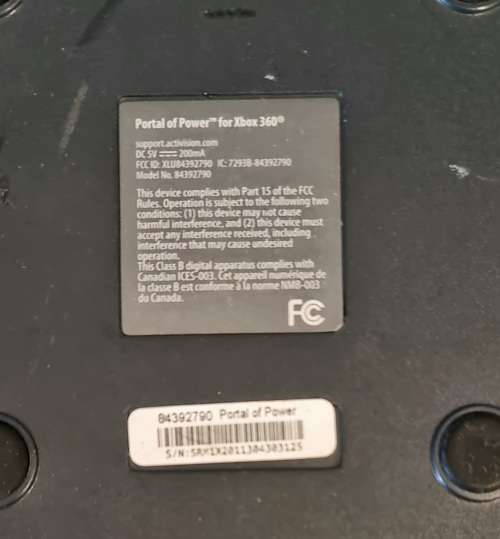 Portal of Power™ for Xbox 360®
support.activision.com
DC 5V ⎓ 200mA
FCC ID: XLU84392790 IC: 7293B-84392790
Model No. 84392790
This device complies with Part 15 of the FCC
Rules. Operation is subject to the following two
conditions: (1) this device may not cause
harmful interference, and (2) this device must
accept any interference received, including
interference that may cause undesired
operation.
This Class B digital apparatus complies with
Canadian ICES-003. Cet appareil numérique de
la classe B est conforme à la norme NMB-003
du Canada.
FC
84392790 Portal of Power
S/N:SRM1X2011304303125